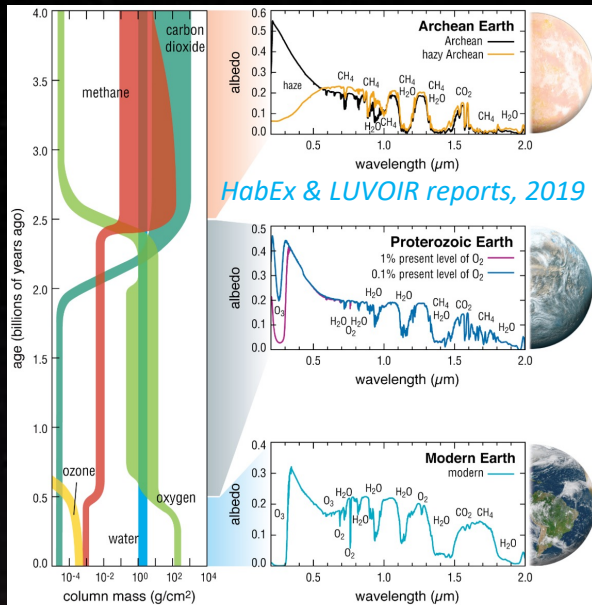 4.0
3.5
3.0
2.5
2.0
1.5
1.0
0.5
0.0
age (billions of years ago)
carbon
dioxide
methane
ozone
oxygen
water
10⁻⁴ 10⁻² 10⁰ 10² 10⁴
column mass (g/cm²)
Archean Earth
Archean
hazy Archean
0.6
0.5
0.4
0.3
0.2
0.1
0.0
albedo
haze
CH₄
CH₄
H₂O
CH₄
CH₄
H₂O
CH₄
H₂O
CO₂
CH₄
H₂O
0.5 1.0 1.5 2.0
wavelength (μm)
HabEx & LUVOIR reports, 2019
Proterozoic Earth
1% present level of O₂
0.1% present level of O₂
0.5
0.4
0.3
0.2
0.1
0.0
albedo
O₃
H₂O
O₂
H₂O
H₂O
H₂O
CH₄
H₂O
CO₂
CH₄
H₂O
0.5 1.0 1.5 2.0
wavelength (μm)
Modern Earth
modern
0.4
0.3
0.2
0.1
0.0
albedo
O₃
O₃
H₂O
O₂
O₂
H₂O
H₂O
H₂O
O₂
H₂O
CO₂
CH₄
H₂O
0.5 1.0 1.5 2.0
wavelength (μm)